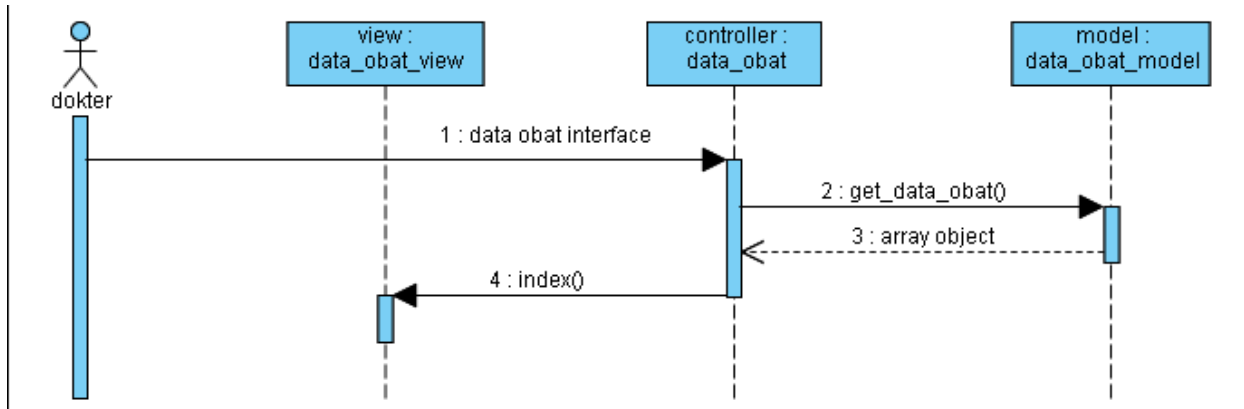 view :
data_obat_view
controller :
data_obat
model :
data_obat_model
dokter
1 : data obat interface
2 : get_data_obat()
3 : array object
4 : index()